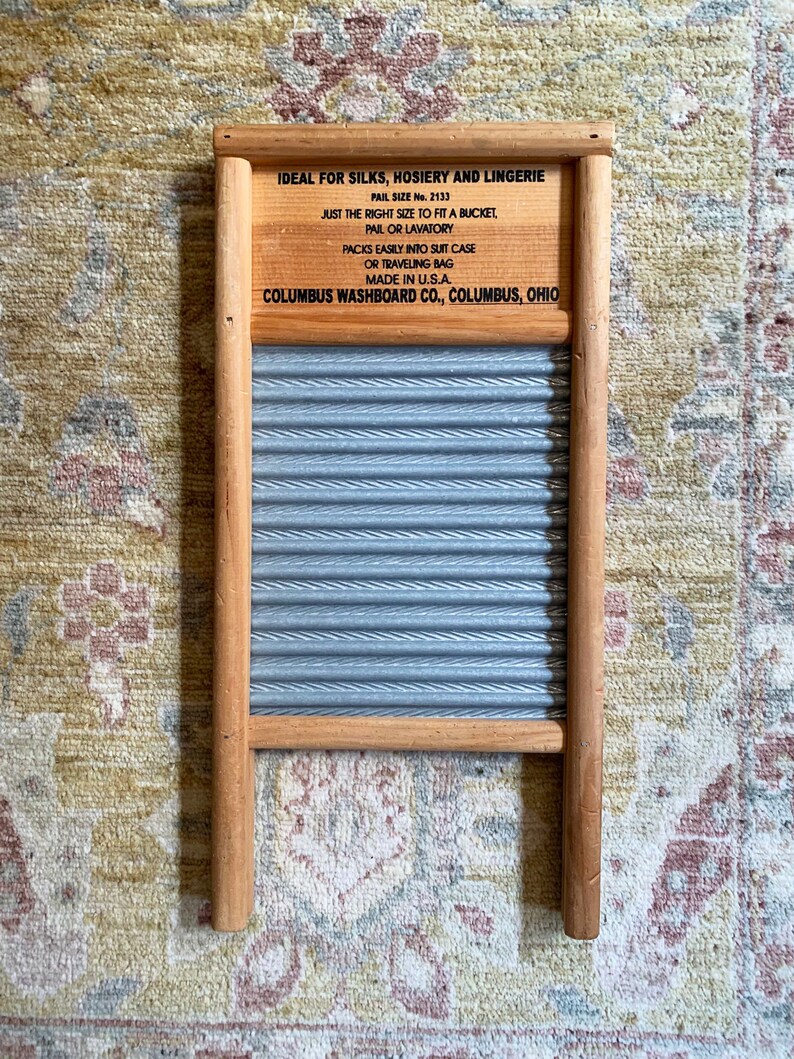 IDEAL FOR SILKS, HOSIERY AND LINGERIE
PAIL SIZE No. 2133
JUST THE RIGHT SIZE TO FIT A BUCKET,
PAIL OR LAVATORY
PACKS EASILY INTO SUIT CASE
OR TRAVELING BAG
MADE IN U.S.A.
COLUMBUS WASHBOARD CO., COLUMBUS, OHIO